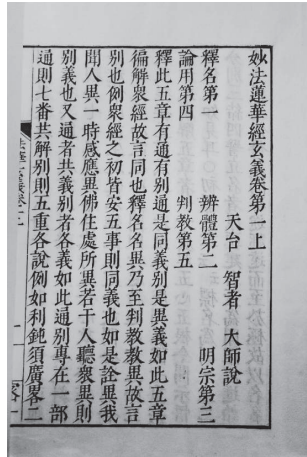 妙法蓮華經玄義卷第一上
天台 智者 大師說
釋名第一 辨體第二 明宗第三
論用第四 判教第五
釋此五章有通有別通是同義別是異義如此五章
徧解衆經故言同也釋名名異乃至判教教異故言
別也例衆經之初皆安五事則同義也如是詮異我
聞人異一時感應異佛住處所異若干人聽衆異則
別義也又通者共義別者各義如此通別專在一部
通則七番共解別則五重各說例如利鈍須廣畧二